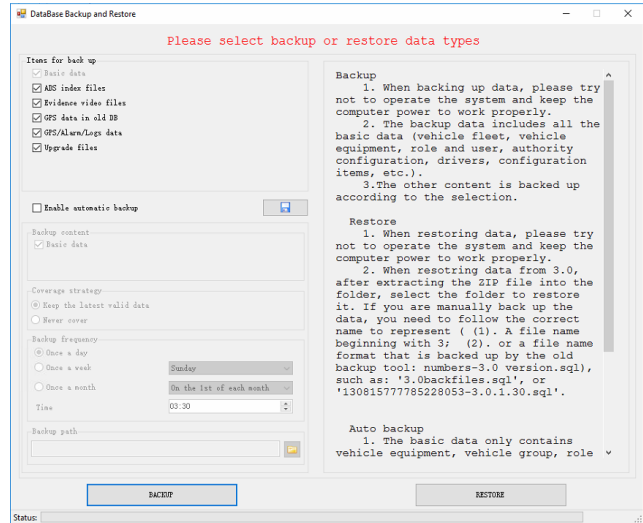 DataBase Backup and Restore
Please select backup or restore data types
Items for back up
Basic data
ADS index files
Evidence video files
GPS data in old DB
GPS/Alarm/Logs data
Upgrade files
Enable automatic backup
Backup content
Basic data
Coverage strategy
Keep the latest valid data
Never cover
Backup frequency
Once a day
Once a week
Sunday
Once a month
On the 1st of each month
Time
03:30
Backup path
Backup
1. When backing up data, please try
not to operate the system and keep the
computer power to work properly.
2. The backup data includes all the
basic data (vehicle fleet, vehicle
equipment, role and user, authority
configuration, drivers, configuration
items, etc.).
3.The other content is backed up
according to the selection.
Restore
1. When restoring data, please try
not to operate the system and keep the
computer power to work properly.
2. When resotring data from 3.0,
after extracting the ZIP file into the
folder, select the folder to restore
it. If you are manually back up the
data, you need to follow the correct
name to represent ( (1). A file name
beginning with 3; (2). or a file name
format that is backed up by the old
backup tool: numbers-3.0 version.sql),
such as: '3.0backfiles.sql', or
'130815777785228053-3.0.1.30.sql'.
Auto backup
1. The basic data only contains
vehicle equipment, vehicle group, role
BACKUP
RESTORE
Status: